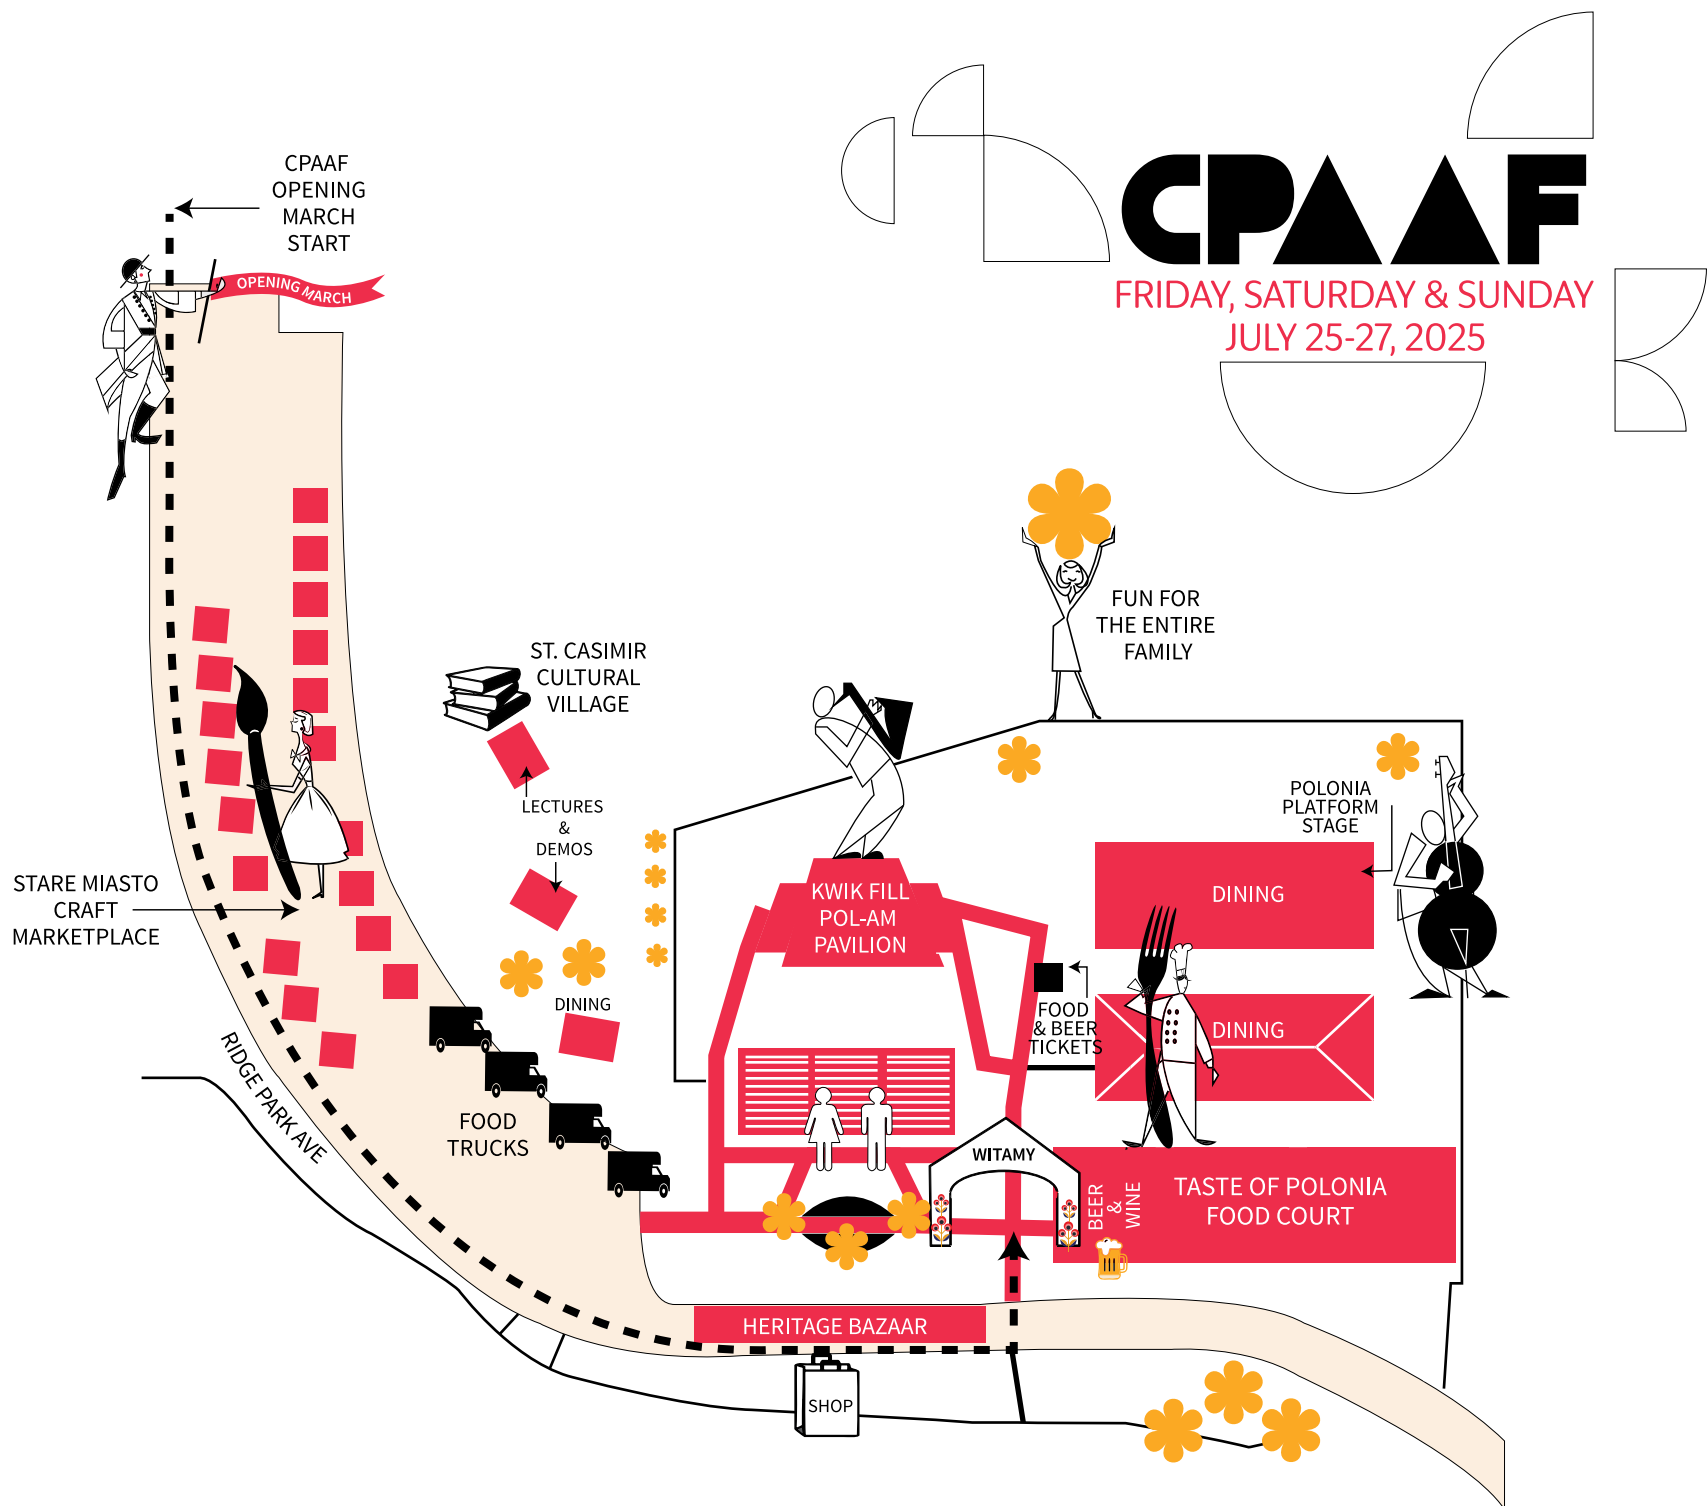 CPAAF
FRIDAY, SATURDAY & SUNDAY
JULY 25-27, 2025
CPAAF
OPENING
MARCH
START
OPENING MARCH
FUN FOR
THE ENTIRE
FAMILY
ST. CASIMIR
CULTURAL
VILLAGE
LECTURES
&
DEMOS
POLONIA
PLATFORM
STAGE
STARE MIASTO
CRAFT
MARKETPLACE
KWIK FILL
POL-AM
PAVILION
DINING
DINING
FOOD
& BEER
TICKETS
DINING
RIDGE PARK AVE
FOOD
TRUCKS
WITAMY
BEER
&
WINE
TASTE OF POLONIA
FOOD COURT
HERITAGE BAZAAR
SHOP